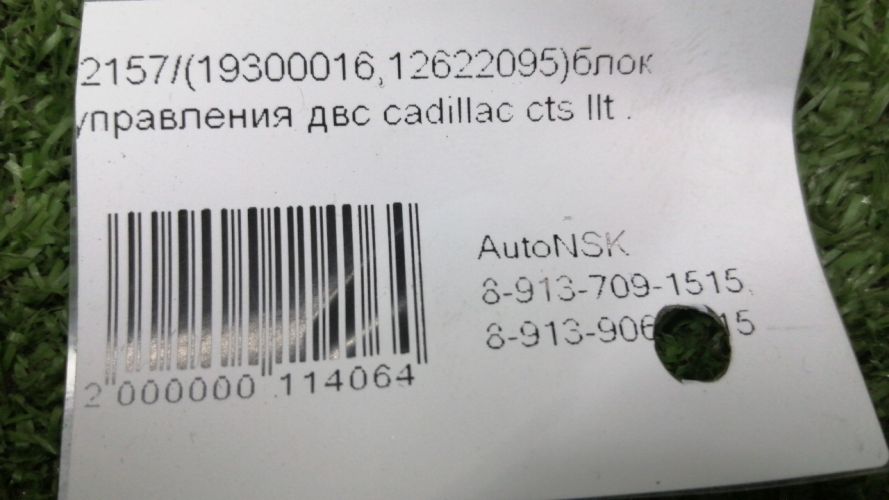 2157/(19300016,12622095)блок
управления двс cadillac cts llt .
AutoNSK
8-913-709-1515,
2 000000 114064